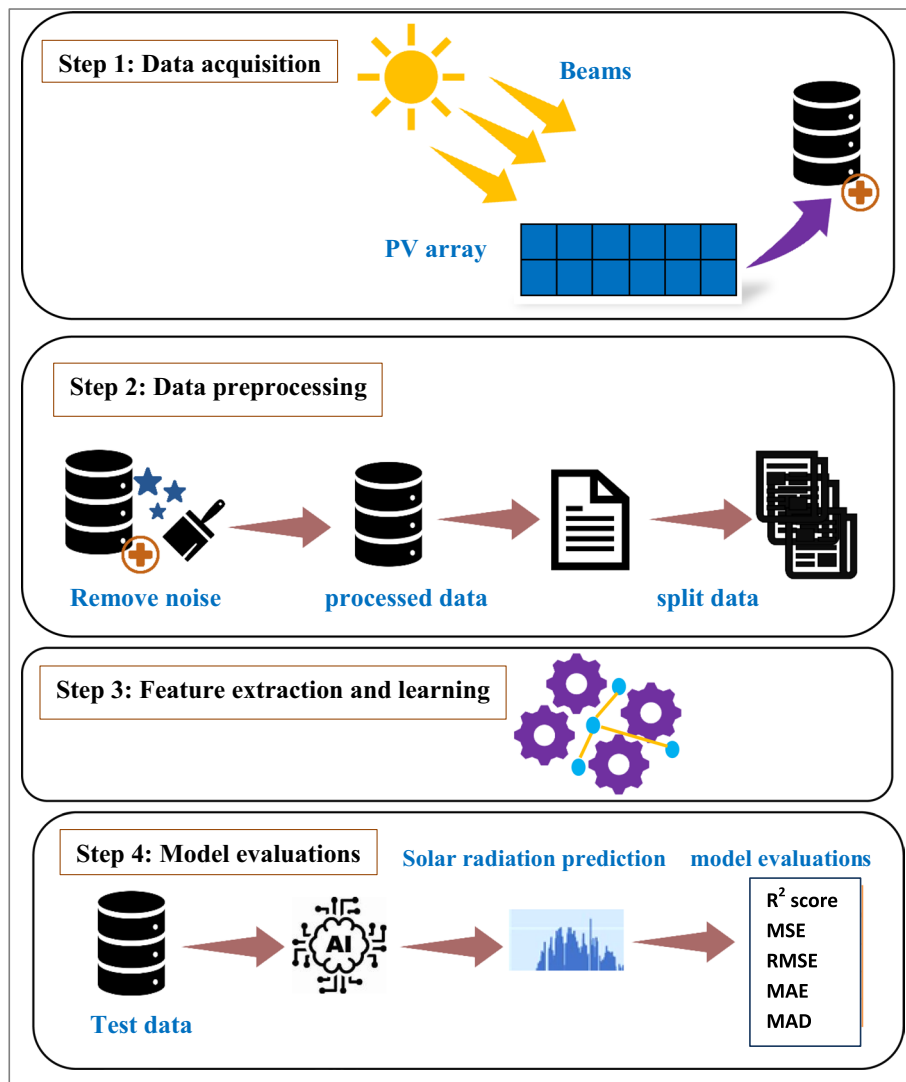 Step 1: Data acquisition
Beams
PV array
Step 2: Data preprocessing
Remove noise
processed data
split data
Step 3: Feature extraction and learning
Step 4: Model evaluations
Solar radiation prediction
model evaluations
AI
R² score
MSE
RMSE
MAE
MAD
Test data